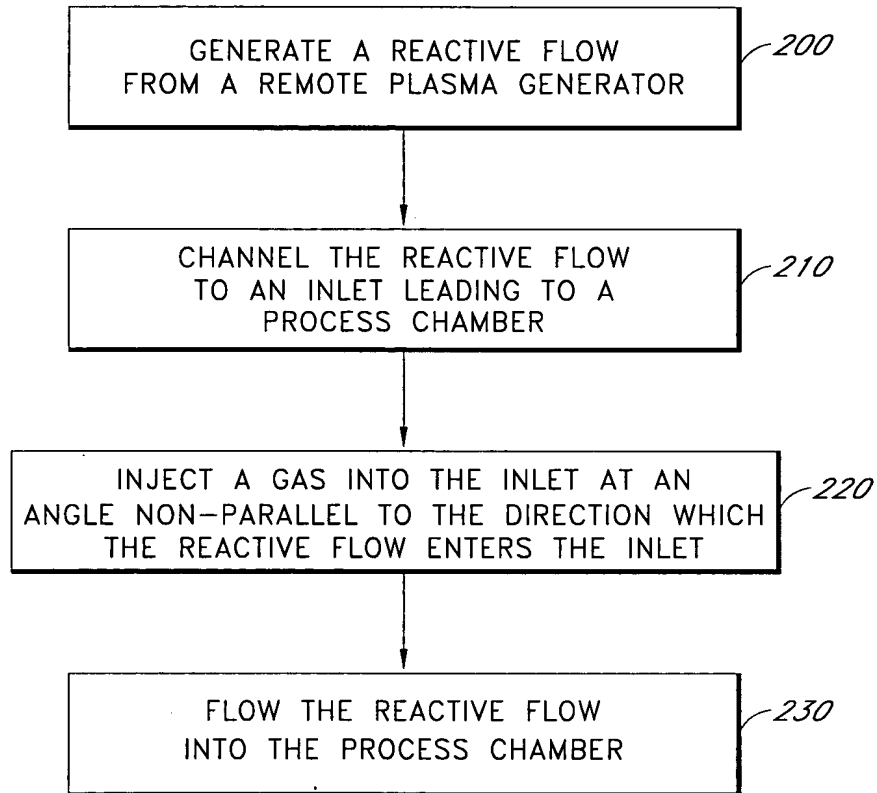 GENERATE A REACTIVE FLOW
FROM A REMOTE PLASMA GENERATOR
200
CHANNEL THE REACTIVE FLOW
TO AN INLET LEADING TO A
PROCESS CHAMBER
210
INJECT A GAS INTO THE INLET AT AN
ANGLE NON-PARALLEL TO THE DIRECTION WHICH
THE REACTIVE FLOW ENTERS THE INLET
220
FLOW THE REACTIVE FLOW
INTO THE PROCESS CHAMBER
230